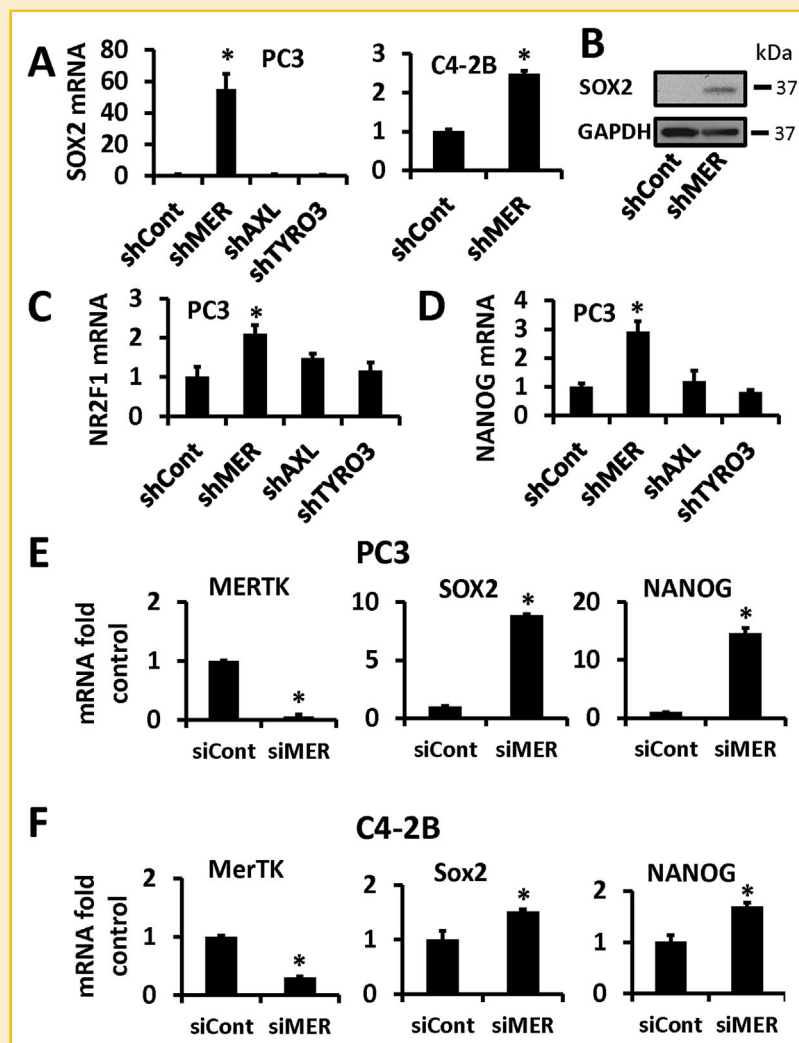 A
SOX2 mRNA
80
60
40
20
0
*
PC3
shCont
shMER
shAXL
shTYRO3
3
2
1
0
C4-2B
*
shCont
shMER
B
kDa
SOX2
37
GAPDH
37
shCont
shMER
C
NR2F1 mRNA
3
2
1
0
PC3
*
shCont
shMER
shAXL
shTYRO3
D
NANOG mRNA
4
3
2
1
0
PC3
*
shCont
shMER
shAXL
shTYRO3
E
PC3
mRNA fold
control
MERTK
2
1
0
*
siCont siMER
SOX2
10
5
0
*
siCont siMER
NANOG
20
10
0
*
siCont siMER
F
C4-2B
mRNA fold
control
MerTK
2
1
0
*
siCont siMER
Sox2
2
1
0
*
siCont siMER
NANOG
2
1
0
*
siCont siMER